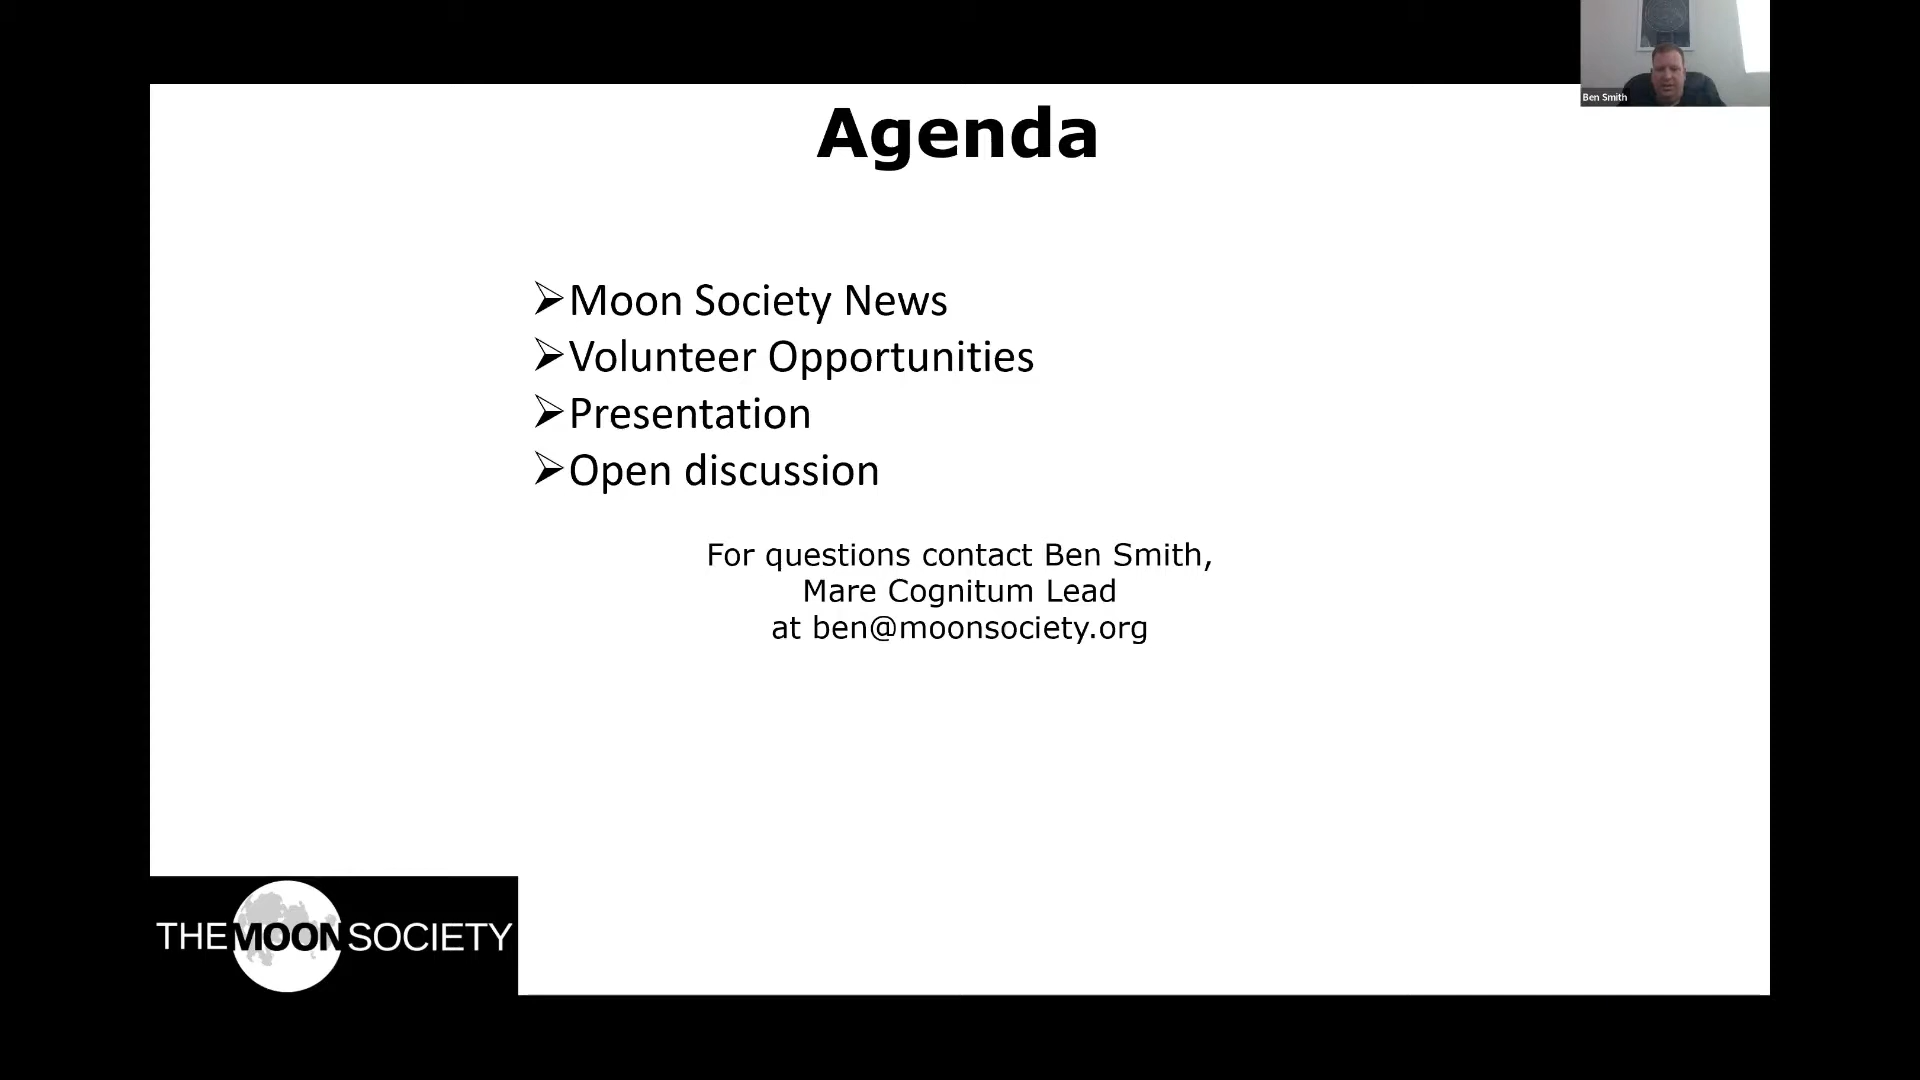 Agenda
Ben Smith
➢Moon Society News
➢Volunteer Opportunities
➢Presentation
➢Open discussion
For questions contact Ben Smith,
Mare Cognitum Lead
at ben@moonsociety.org
THE MOON SOCIETY